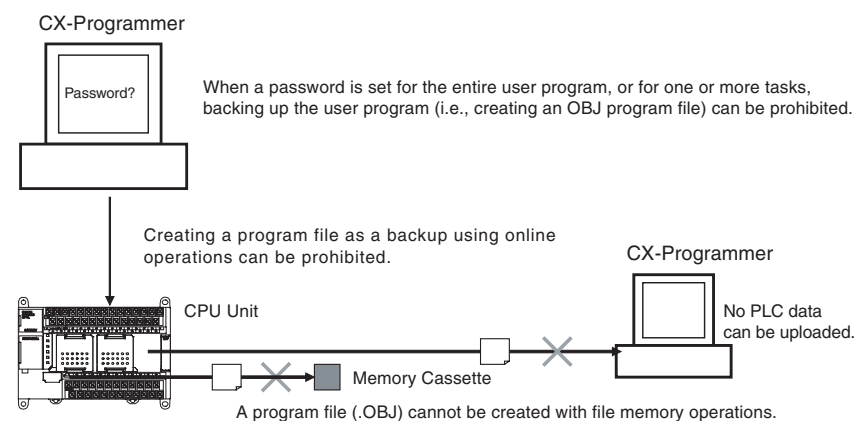 CX-Programmer
Password?
When a password is set for the entire user program, or for one or more tasks,
backing up the user program (i.e., creating an OBJ program file) can be prohibited.
Creating a program file as a backup using online
operations can be prohibited.
CX-Programmer
CPU Unit
No PLC data
can be uploaded.
Memory Cassette
A program file (.OBJ) cannot be created with file memory operations.